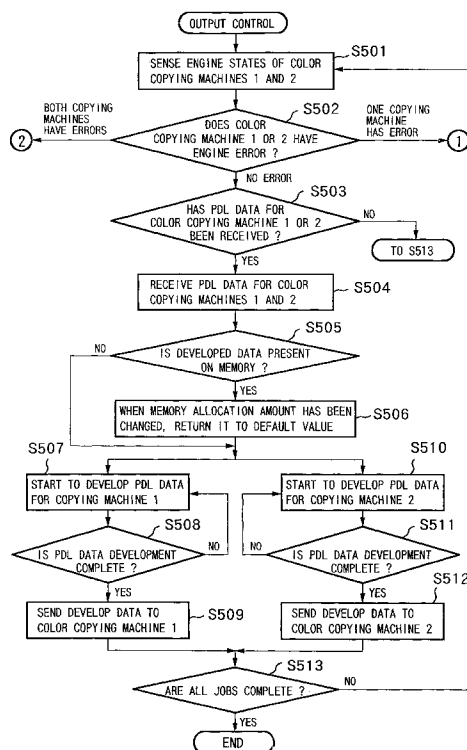 OUTPUT CONTROL
S501
SENSE ENGINE STATES OF COLOR
COPYING MACHINES 1 AND 2
BOTH COPYING
MACHINES
HAVE ERRORS
S502
ONE COPYING
MACHINE
HAS ERROR
2
DOES COLOR
COPYING MACHINE 1 OR 2 HAVE
ENGINE ERROR ?
1
NO ERROR
S503
HAS PDL DATA FOR
COLOR COPYING MACHINE 1 OR 2
BEEN RECEIVED ?
NO
TO S513
YES
S504
RECEIVE PDL DATA FOR COLOR
COPYING MACHINES 1 AND 2
S505
NO
IS DEVELOPED DATA PRESENT
ON MEMORY ?
YES
S506
WHEN MEMORY ALLOCATION AMOUNT HAS BEEN
CHANGED, RETURN IT TO DEFAULT VALUE
S507
S510
START TO DEVELOP PDL DATA
FOR COPYING MACHINE 1
START TO DEVELOP PDL DATA
FOR COPYING MACHINE 2
S508
S511
IS PDL DATA DEVELOPMENT
COMPLETE ?
NO
NO
IS PDL DATA DEVELOPMENT
COMPLETE ?
YES
YES
S512
SEND DEVELOP DATA TO
COLOR COPYING MACHINE 1
S509
SEND DEVELOP DATA TO
COLOR COPYING MACHINE 2
S513
ARE ALL JOBS COMPLETE ?
NO
YES
END